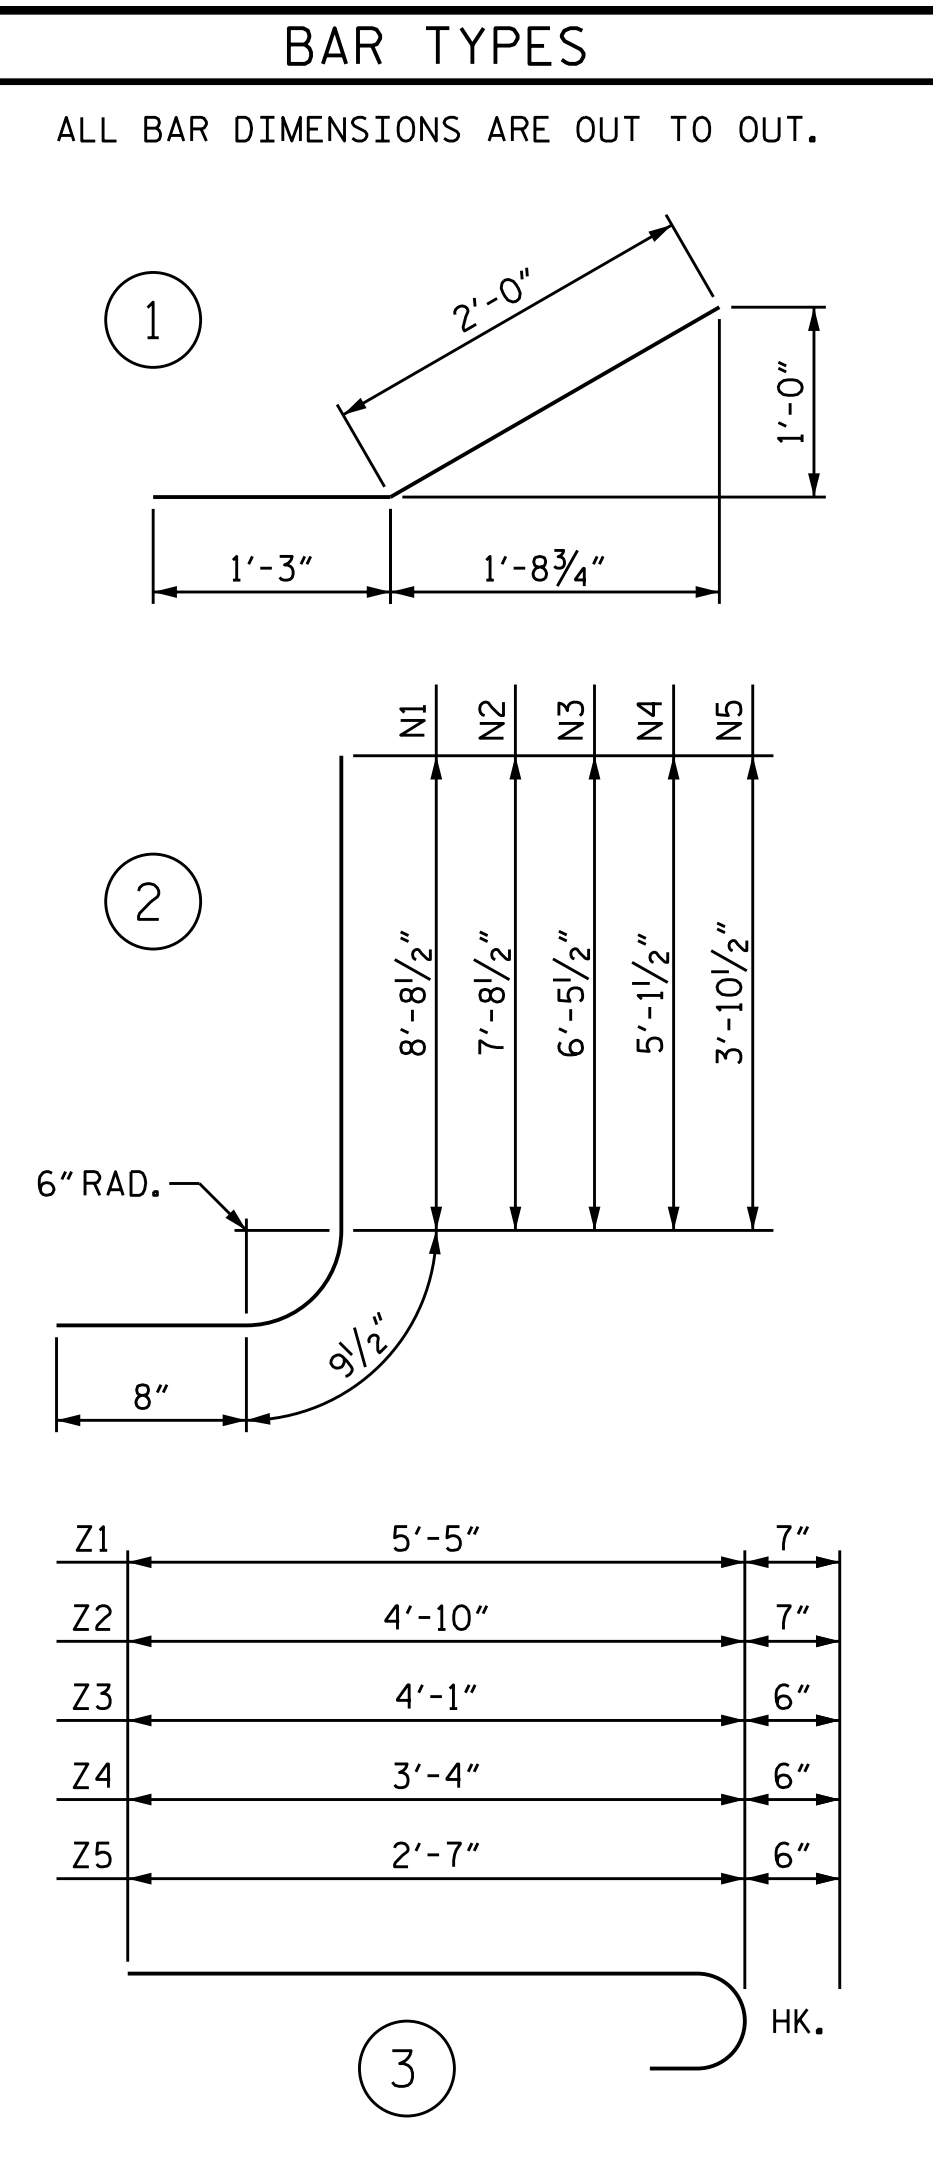 BAR TYPES
ALL BAR DIMENSIONS ARE OUT TO OUT.
1
2'-0"
1'-0"
1'-3" 1'-8¾"
N1 N2 N3 N4 N5
2
8'-8½" 7'-8½" 6'-5½" 5'-1½" 3'-10½"
6" RAD.
9½"
8"
Z1 5'-5" 7"
Z2 4'-10" 7"
Z3 4'-1" 6"
Z4 3'-4" 6"
Z5 2'-7" 6"
HK.
3